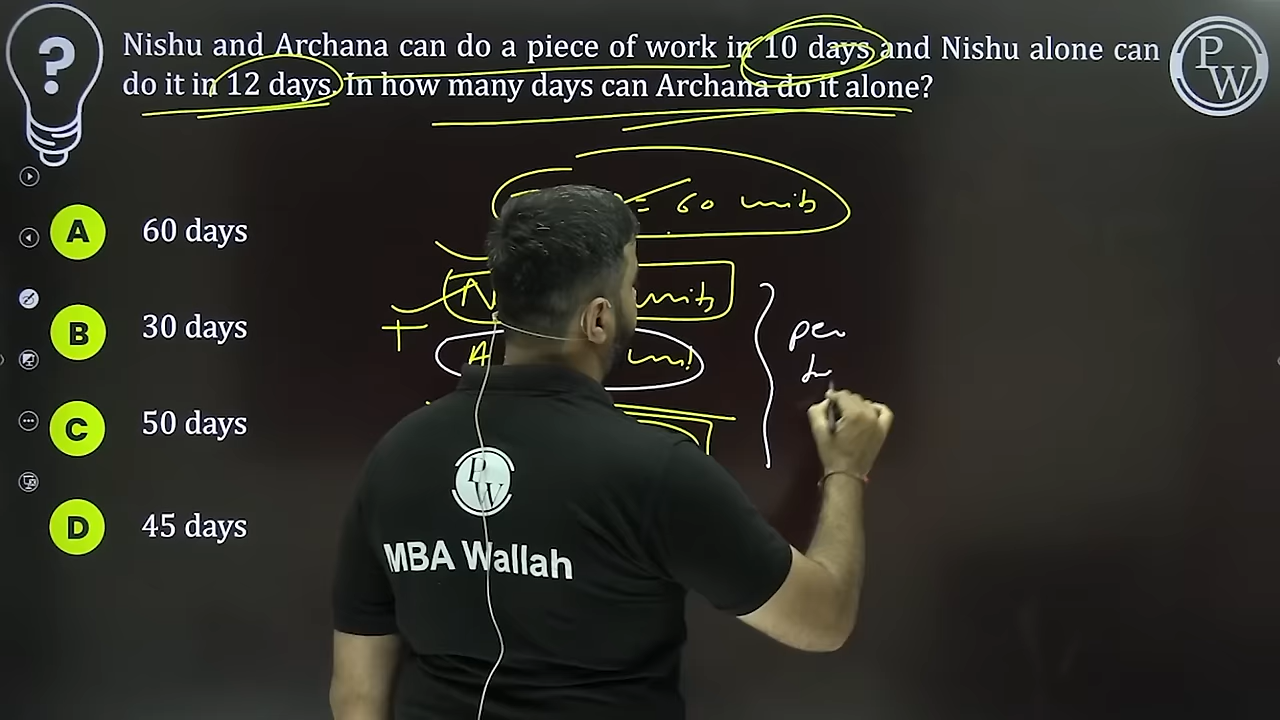 Nishu and Archana can do a piece of work in 10 days and Nishu alone can
do it in 12 days. In how many days can Archana do it alone?
P
W
= 60 units
N units
+
A unit
per
A 60 days
B 30 days
C 50 days
D 45 days
P
W
MBA Wallah